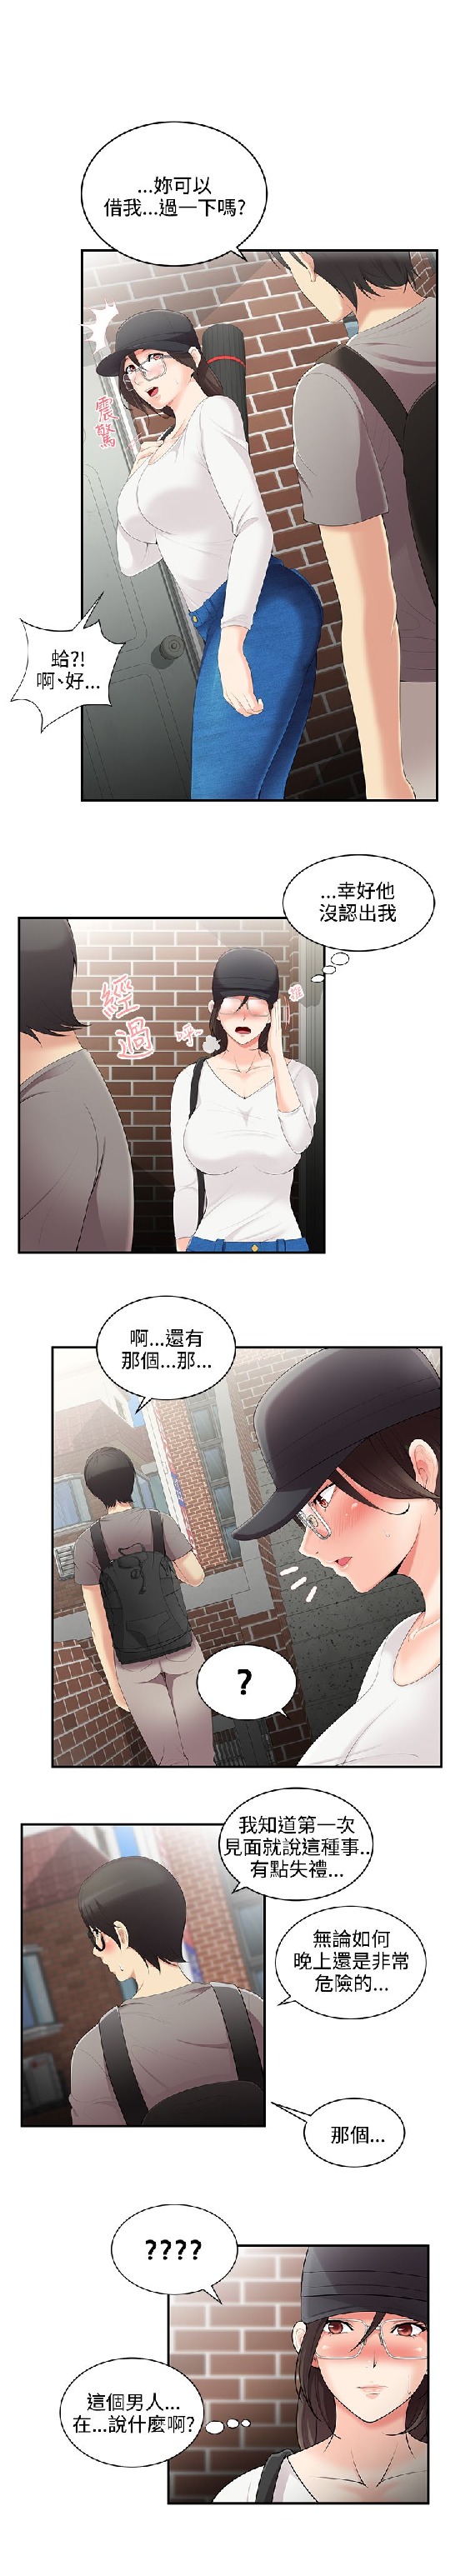 ...妳可以
借我...過一下嗎?
震驚
蛤?!
啊、好...
...幸好他
沒認出我
經過
呼
啊...還有
那個...那...
?
我知道第一次
見面就說這種事..
有點失禮...
無論如何
晚上還是非常
危險的...
那個...
????
這個男人...
在...說什麼啊?